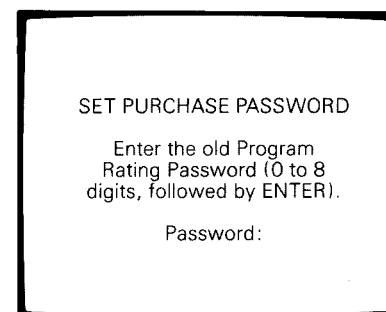 SET PURCHASE PASSWORD
Enter the old Program
Rating Password (0 to 8
digits, followed by ENTER).
Password: